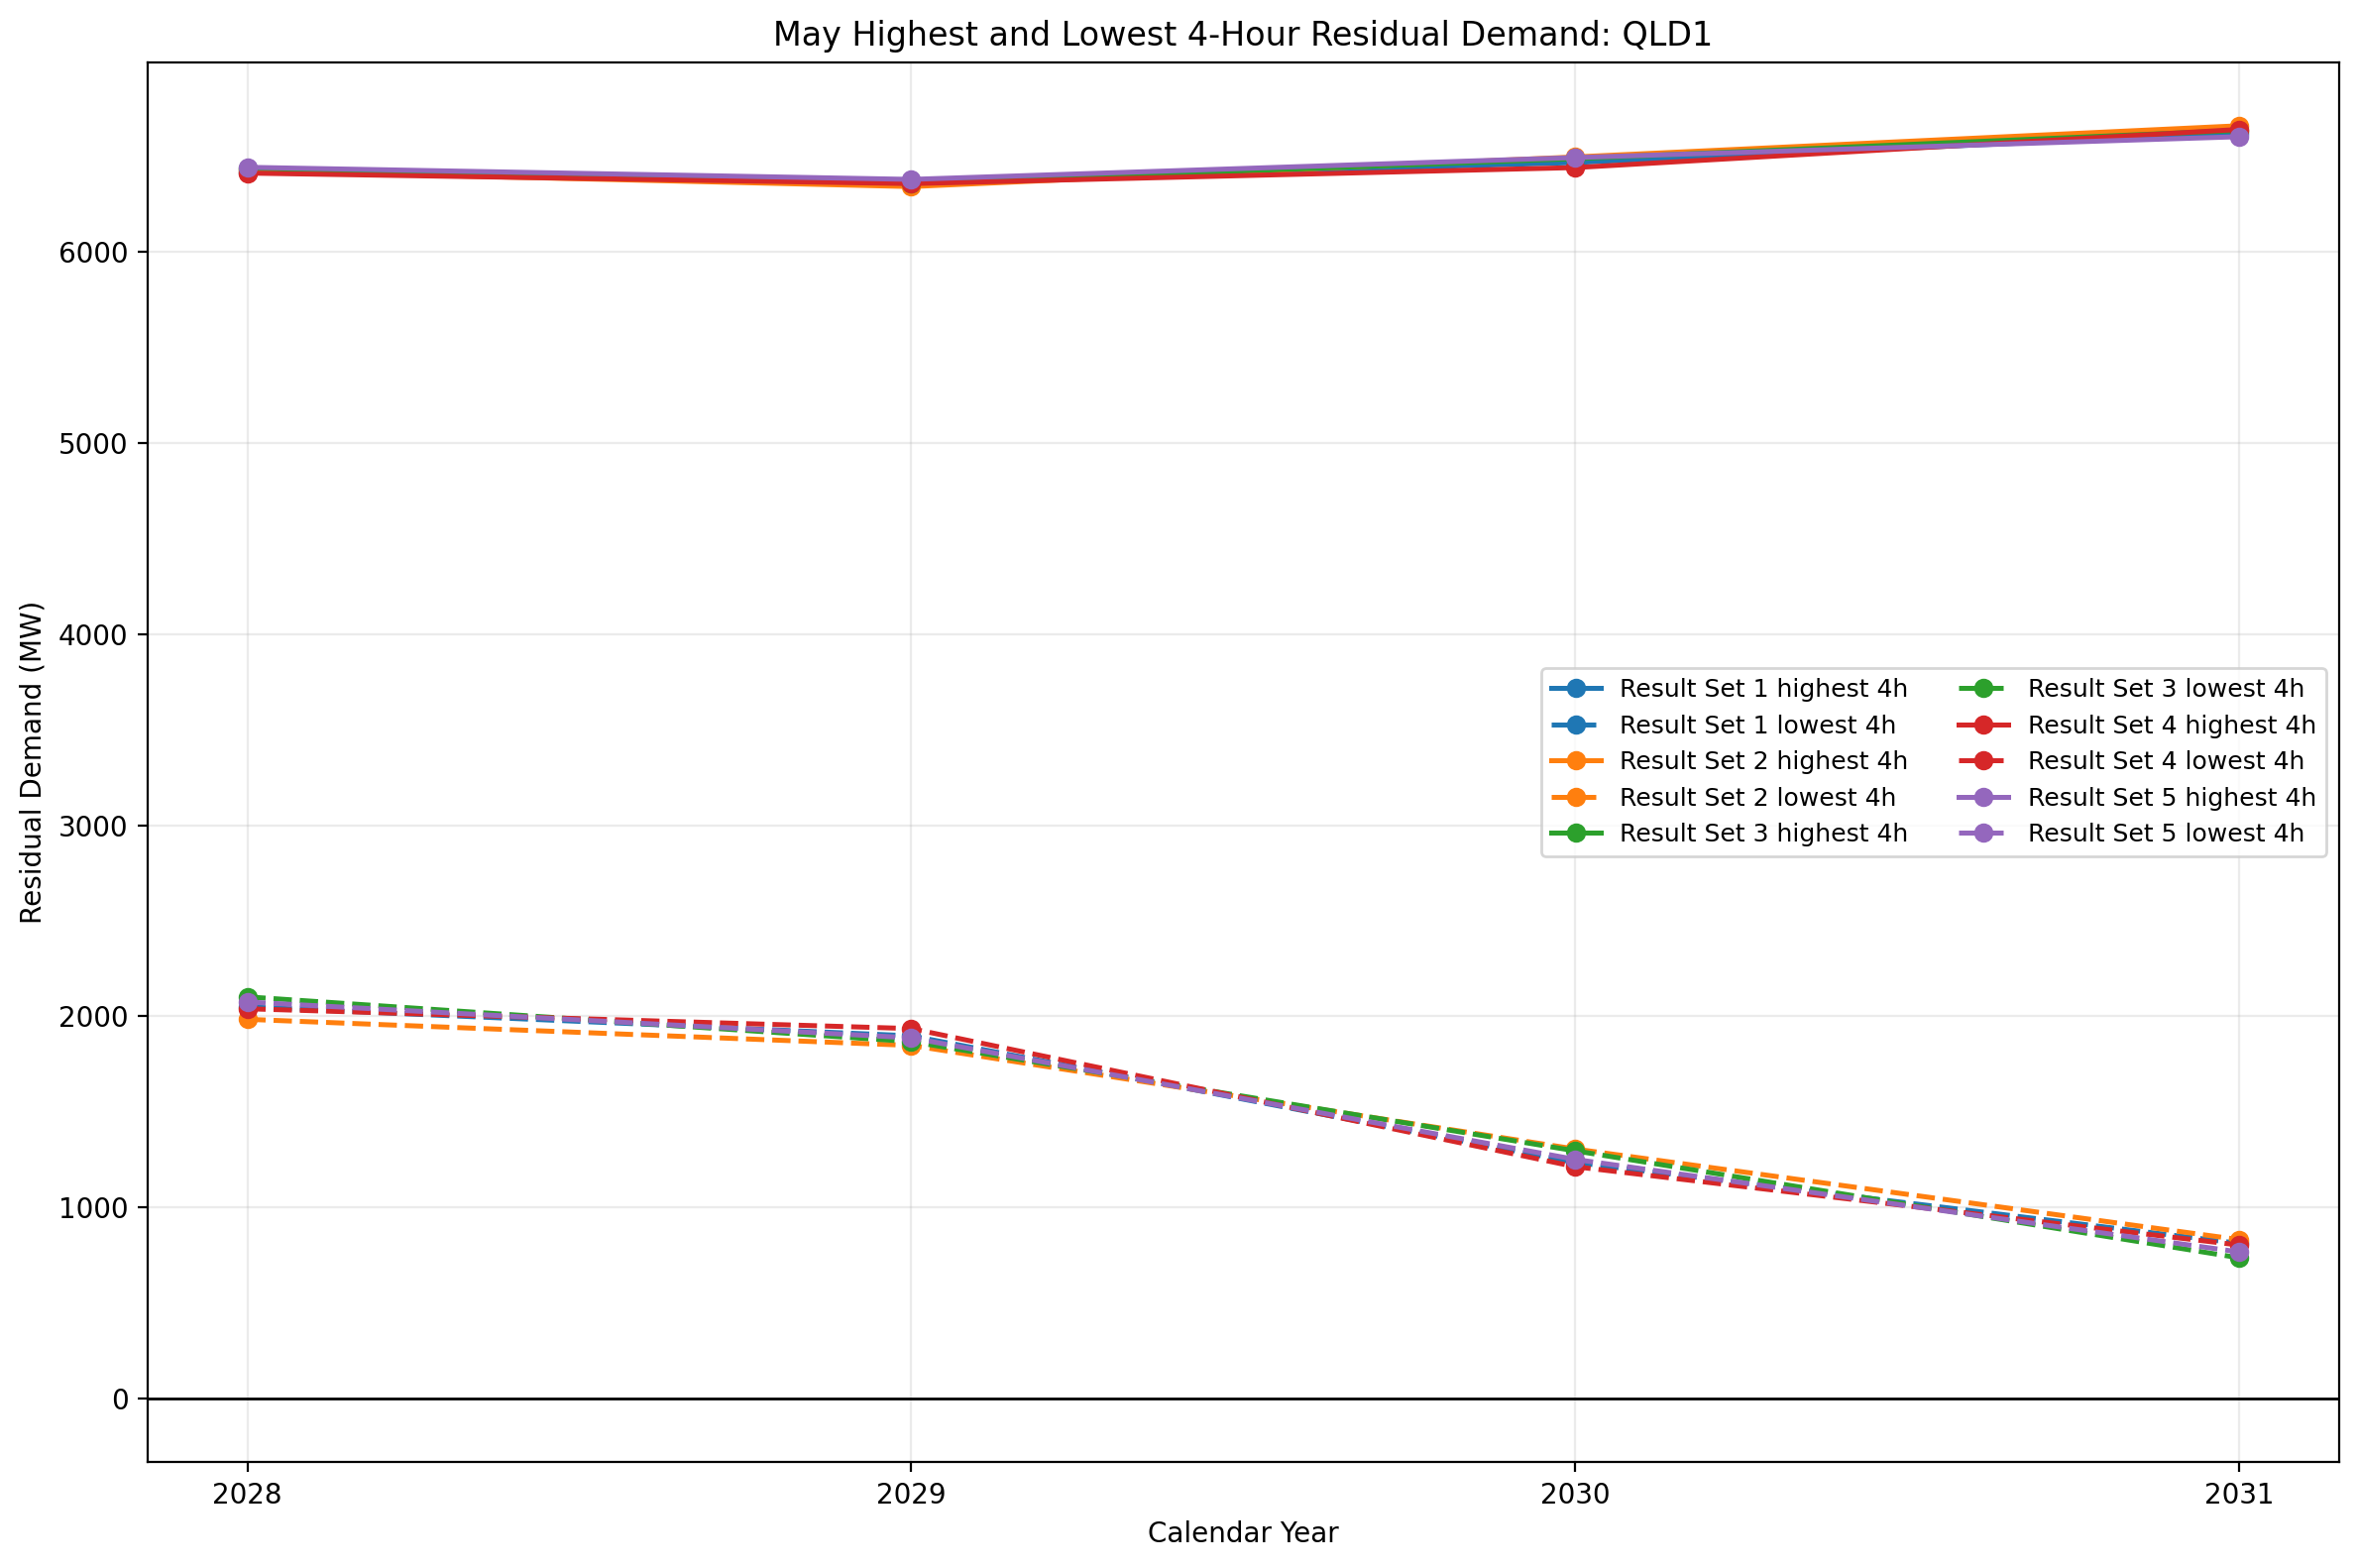 May Highest and Lowest 4-Hour Residual Demand: QLD1
Residual Demand (MW)
6000
5000
4000
3000
2000
1000
0
Result Set 1 highest 4h
Result Set 1 lowest 4h
Result Set 2 highest 4h
Result Set 2 lowest 4h
Result Set 3 highest 4h
Result Set 3 lowest 4h
Result Set 4 highest 4h
Result Set 4 lowest 4h
Result Set 5 highest 4h
Result Set 5 lowest 4h
2028
2029
2030
2031
Calendar Year